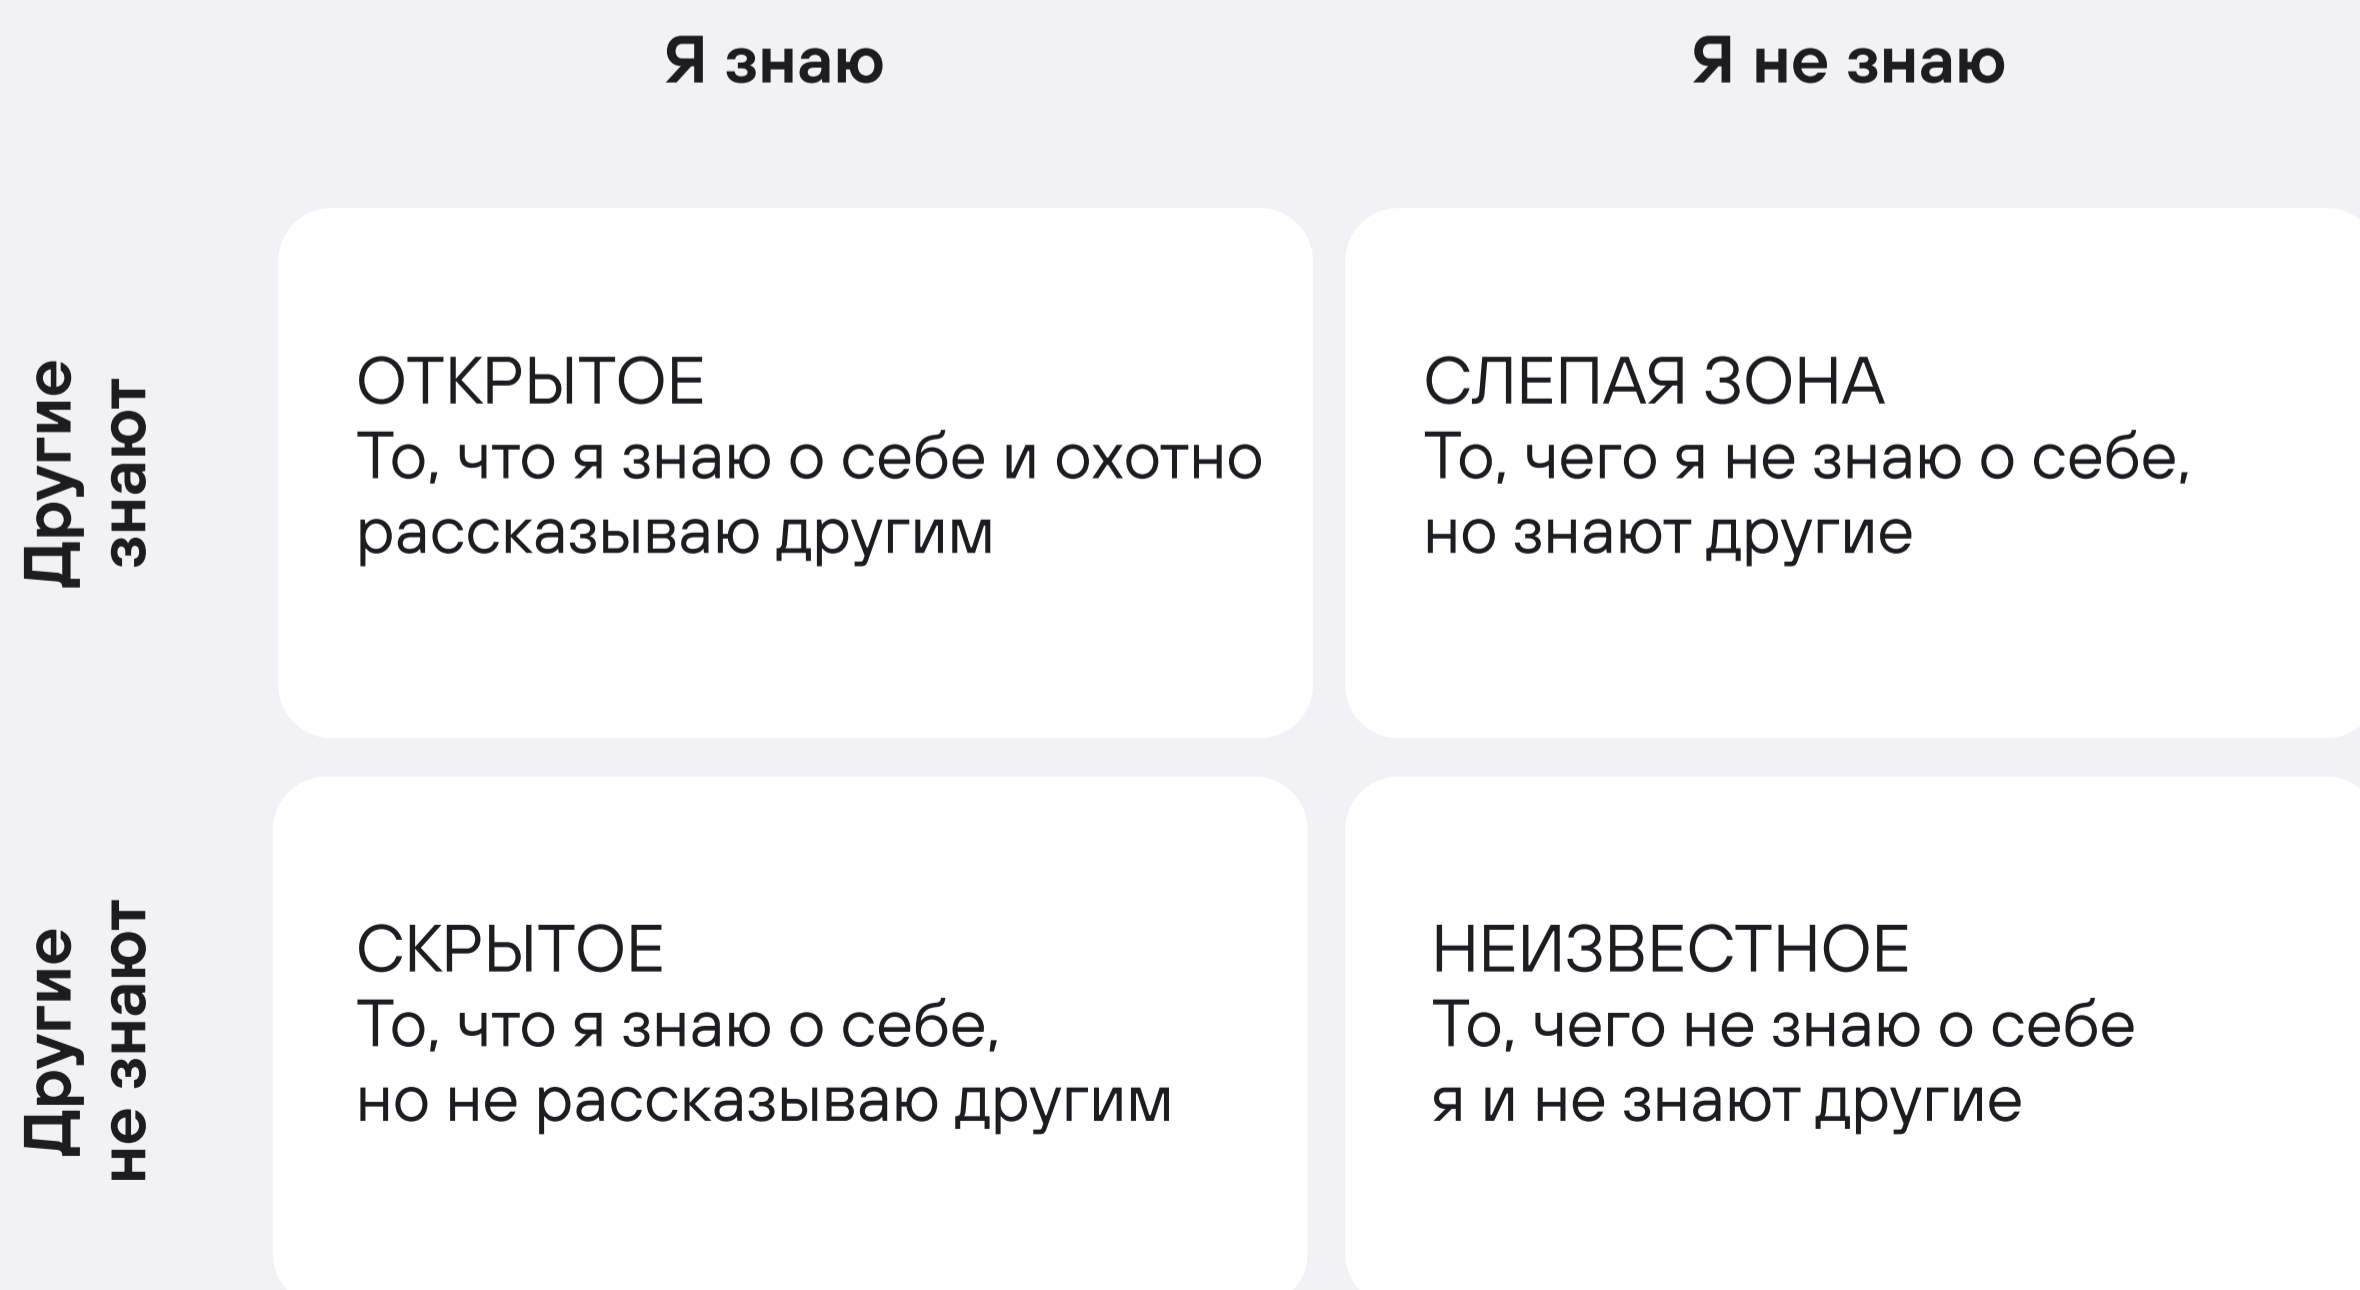 Я знаю
Я не знаю
Другие
знают
ОТКРЫТОЕ
То, что я знаю о себе и охотно
рассказываю другим
СЛЕПАЯ ЗОНА
То, чего я не знаю о себе,
но знают другие
Другие
не знают
СКРЫТОЕ
То, что я знаю о себе,
но не рассказываю другим
НЕИЗВЕСТНОЕ
То, чего не знаю о себе
я и не знают другие